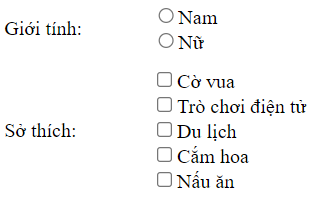 Giới tính:
Nam
Nữ
Sở thích:
Cờ vua
Trò chơi điện tử
Du lịch
Cắm hoa
Nấu ăn